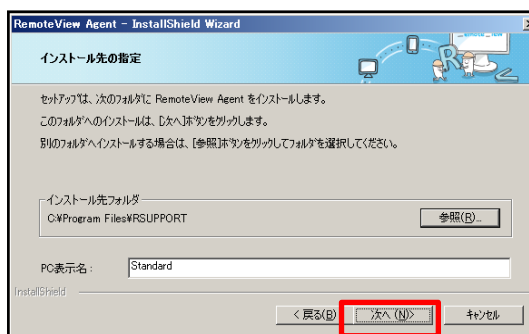 RemoteView Agent - InstallShield Wizard
インストール先の指定
セットアップは、次のフォルダに RemoteView Agent をインストールします。
このフォルダへのインストールは、[次へ]ボタンをクリックします。
別のフォルダへインストールする場合は、[参照]ボタンをクリックしてフォルダを選択してください。
インストール先フォルダ
C:¥Program Files¥RSUPPORT
参照(R)...
PC表示名:
Standard
InstallShield
< 戻る(B)
次へ (N)>
キャンセル